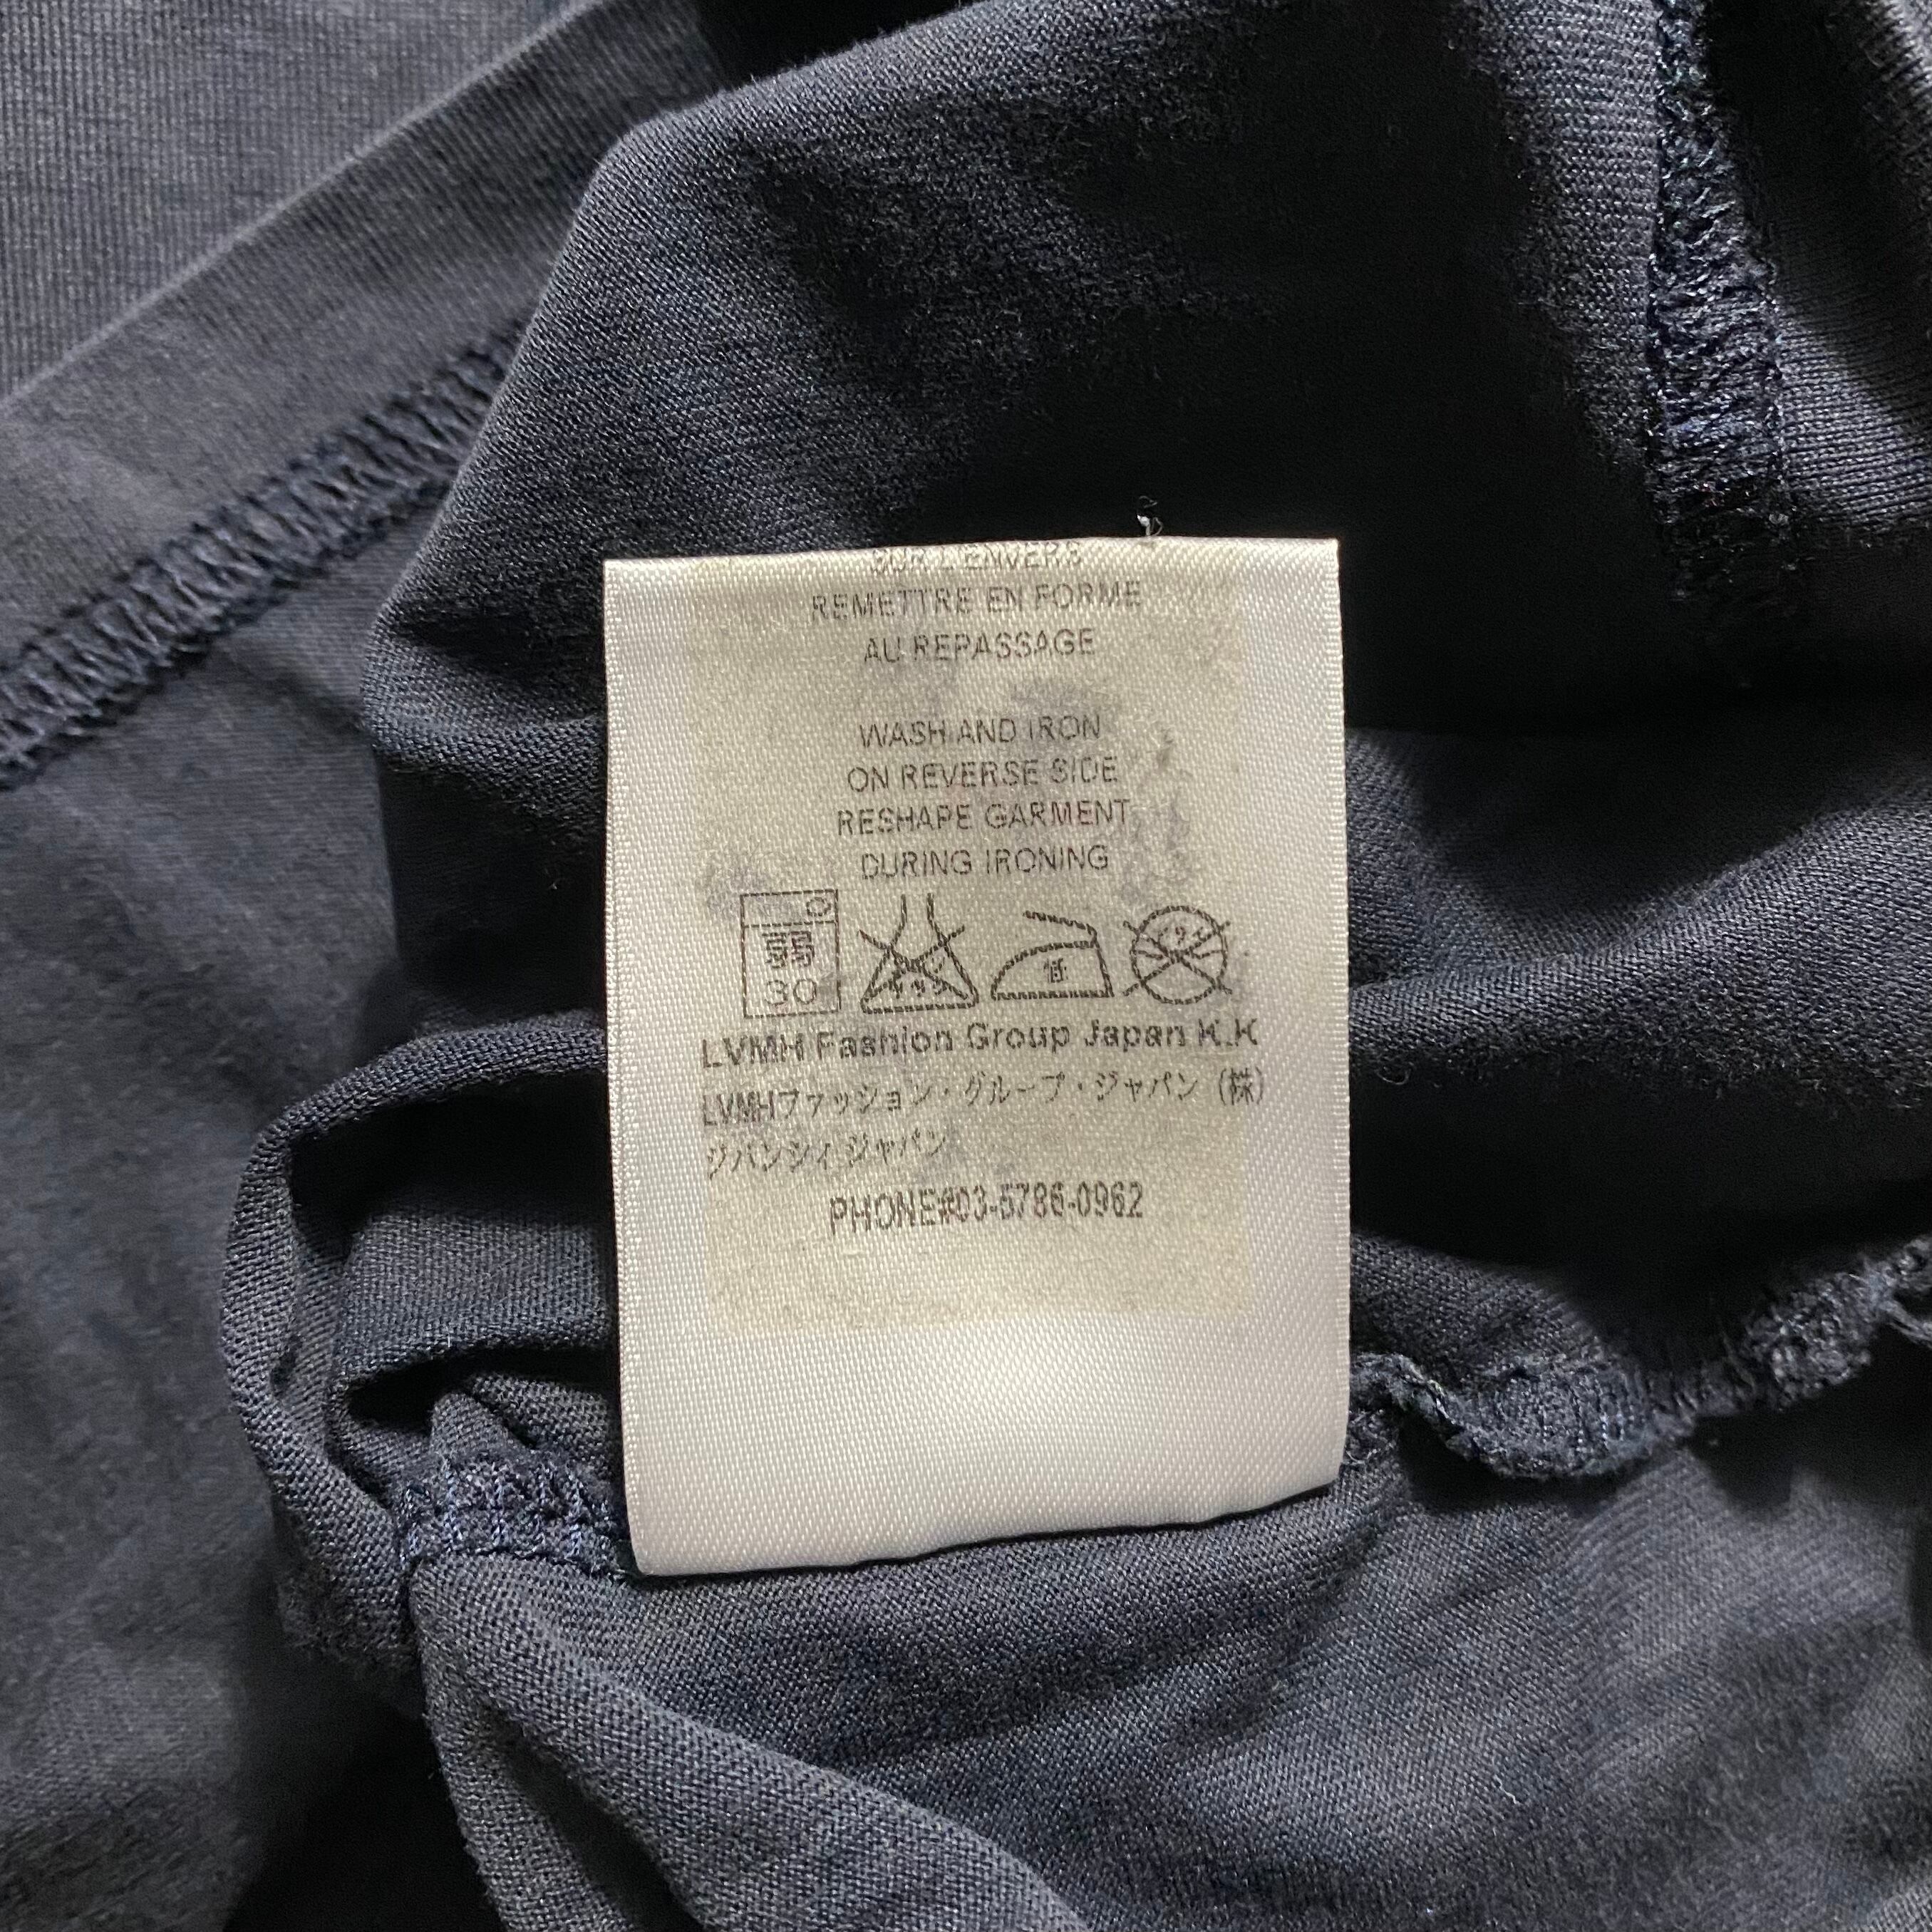 SUR L'ENVERS
REMETTRE EN FORME
AU REPASSAGE
WASH AND IRON
ON REVERSE SIDE
RESHAPE GARMENT
DURING IRONING
弱
30
低
LVMH Fashion Group Japan K.K
LVMHファッション・グループ・ジャパン (株)
ジバンシィ ジャパン
PHONE#03-5786-0962